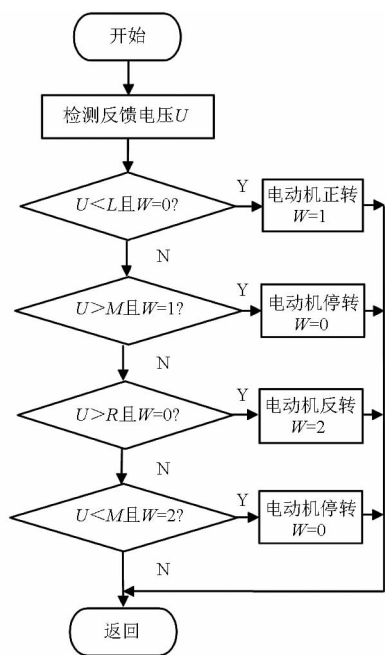 开始
检测反馈电压U
U<L且W=0?
Y
电动机正转
W=1
N
U>M且W=1?
Y
电动机停转
W=0
N
U>R且W=0?
Y
电动机反转
W=2
N
U<M且W=2?
Y
电动机停转
W=0
N
返回